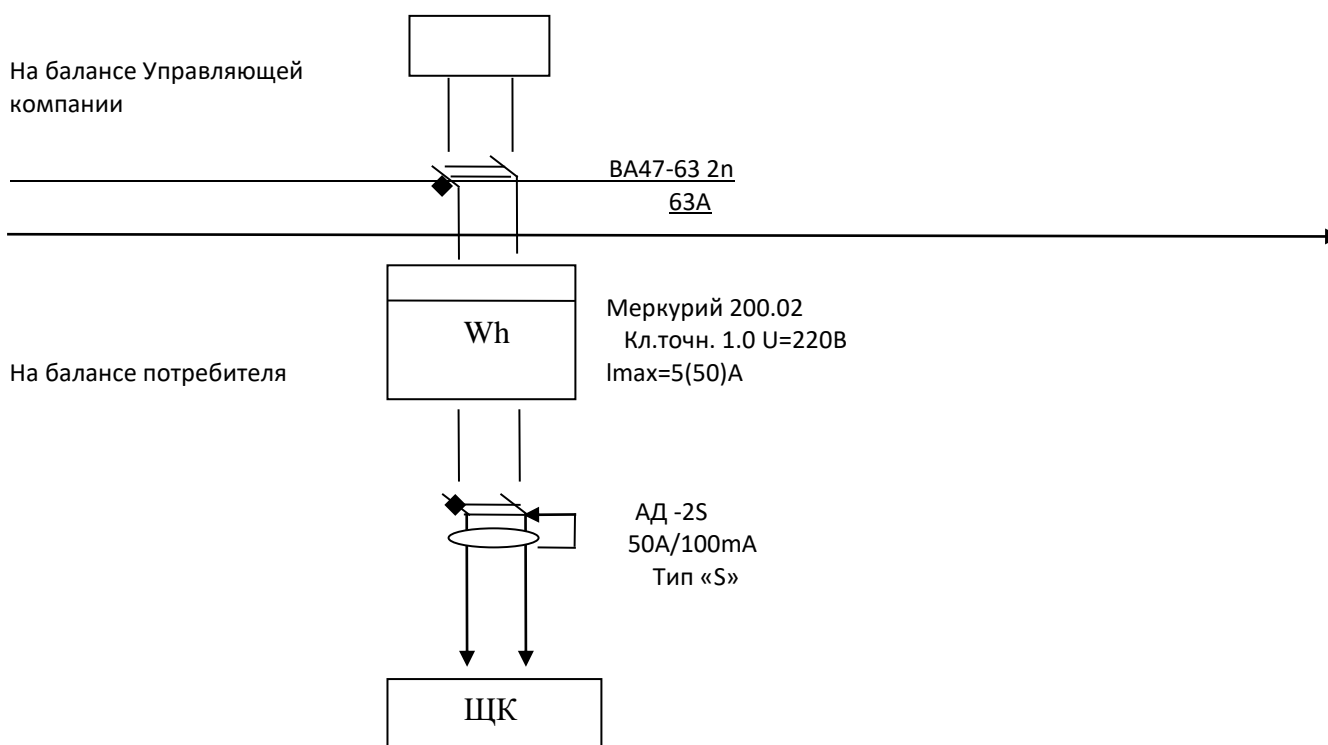 На балансе Управляющей
компании
ВА47-63 2n
63А
Wh
Меркурий 200.02
Кл.точн. 1.0 U=220В
На балансе потребителя
Imax=5(50)А
АД -2S
50А/100mA
Тип «S»
ЩК